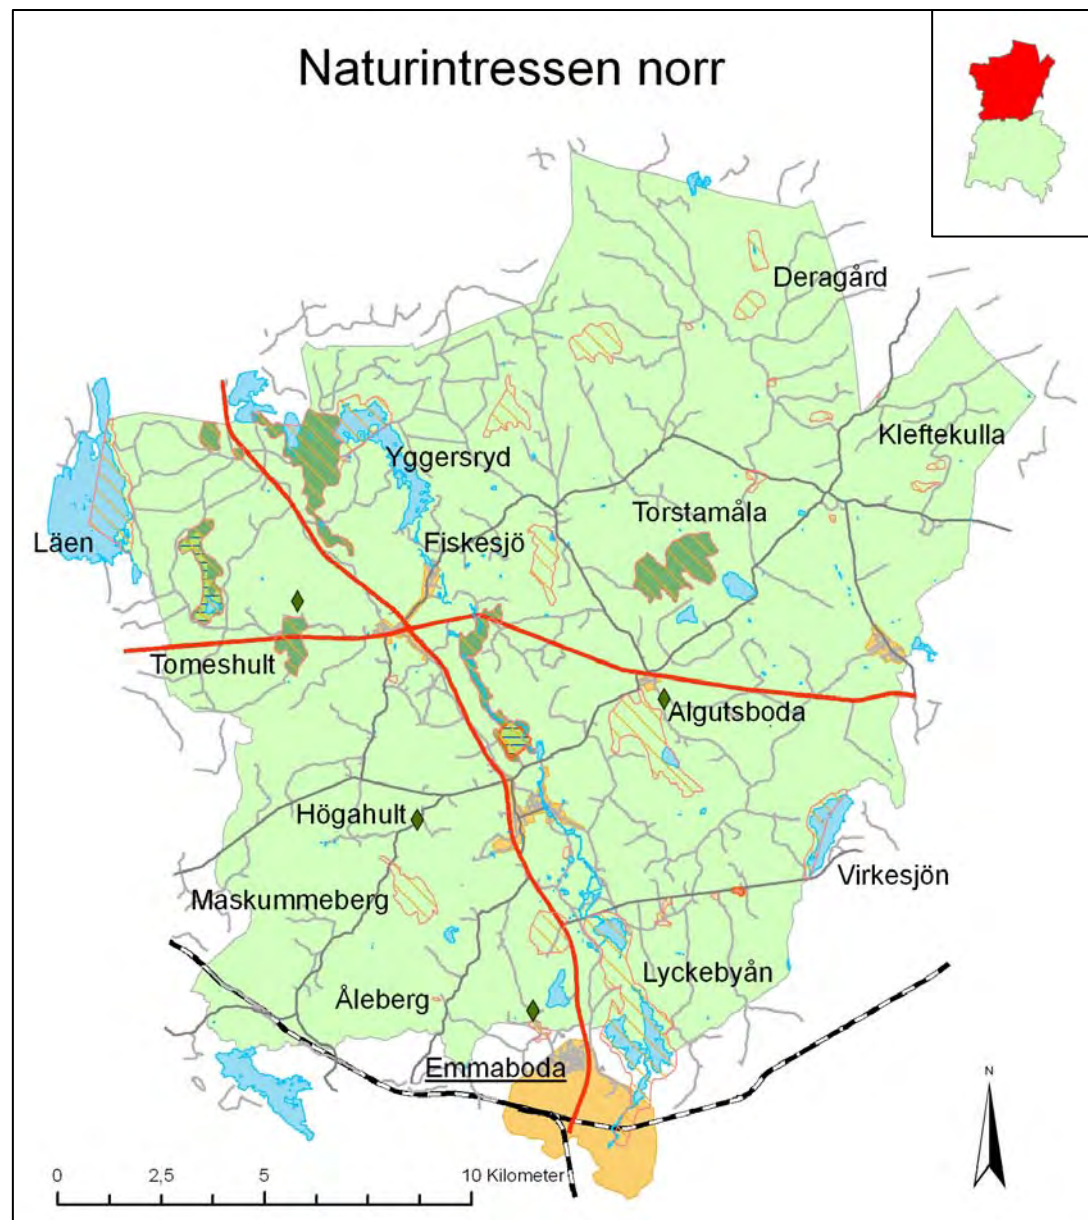 Naturintressen norr
Deragård
Kleftekulla
Yggersryd
Torstamåla
Läen
Fiskesjö
Tomeshult
Algutsboda
Högahult
Virkesjön
Maskummeberg
Lyckebyån
Åleberg
Emmaboda
N
0 2,5 5 10 Kilometer